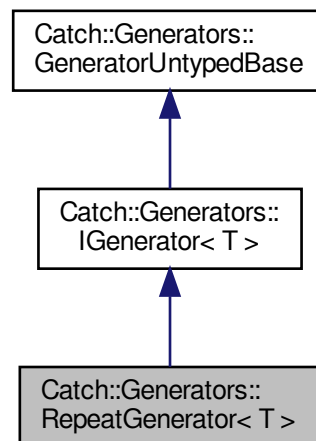 Catch::Generators::
GeneratorUntypedBase
Catch::Generators::
IGenerator< T >
Catch::Generators::
RepeatGenerator< T >